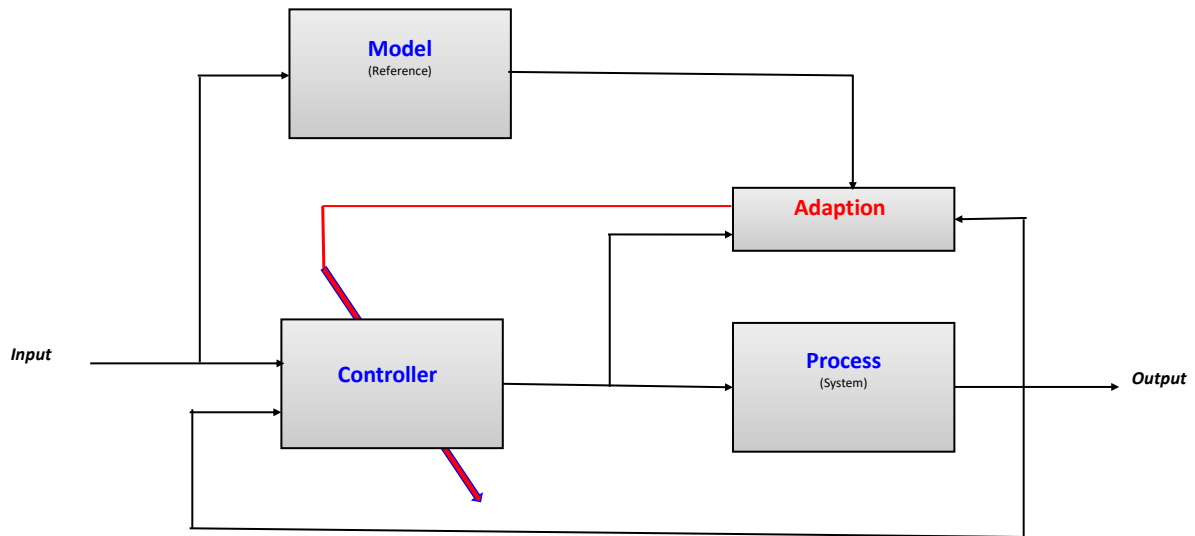 Model
(Reference)
Adaption
Input
Controller
Process
(System)
Output